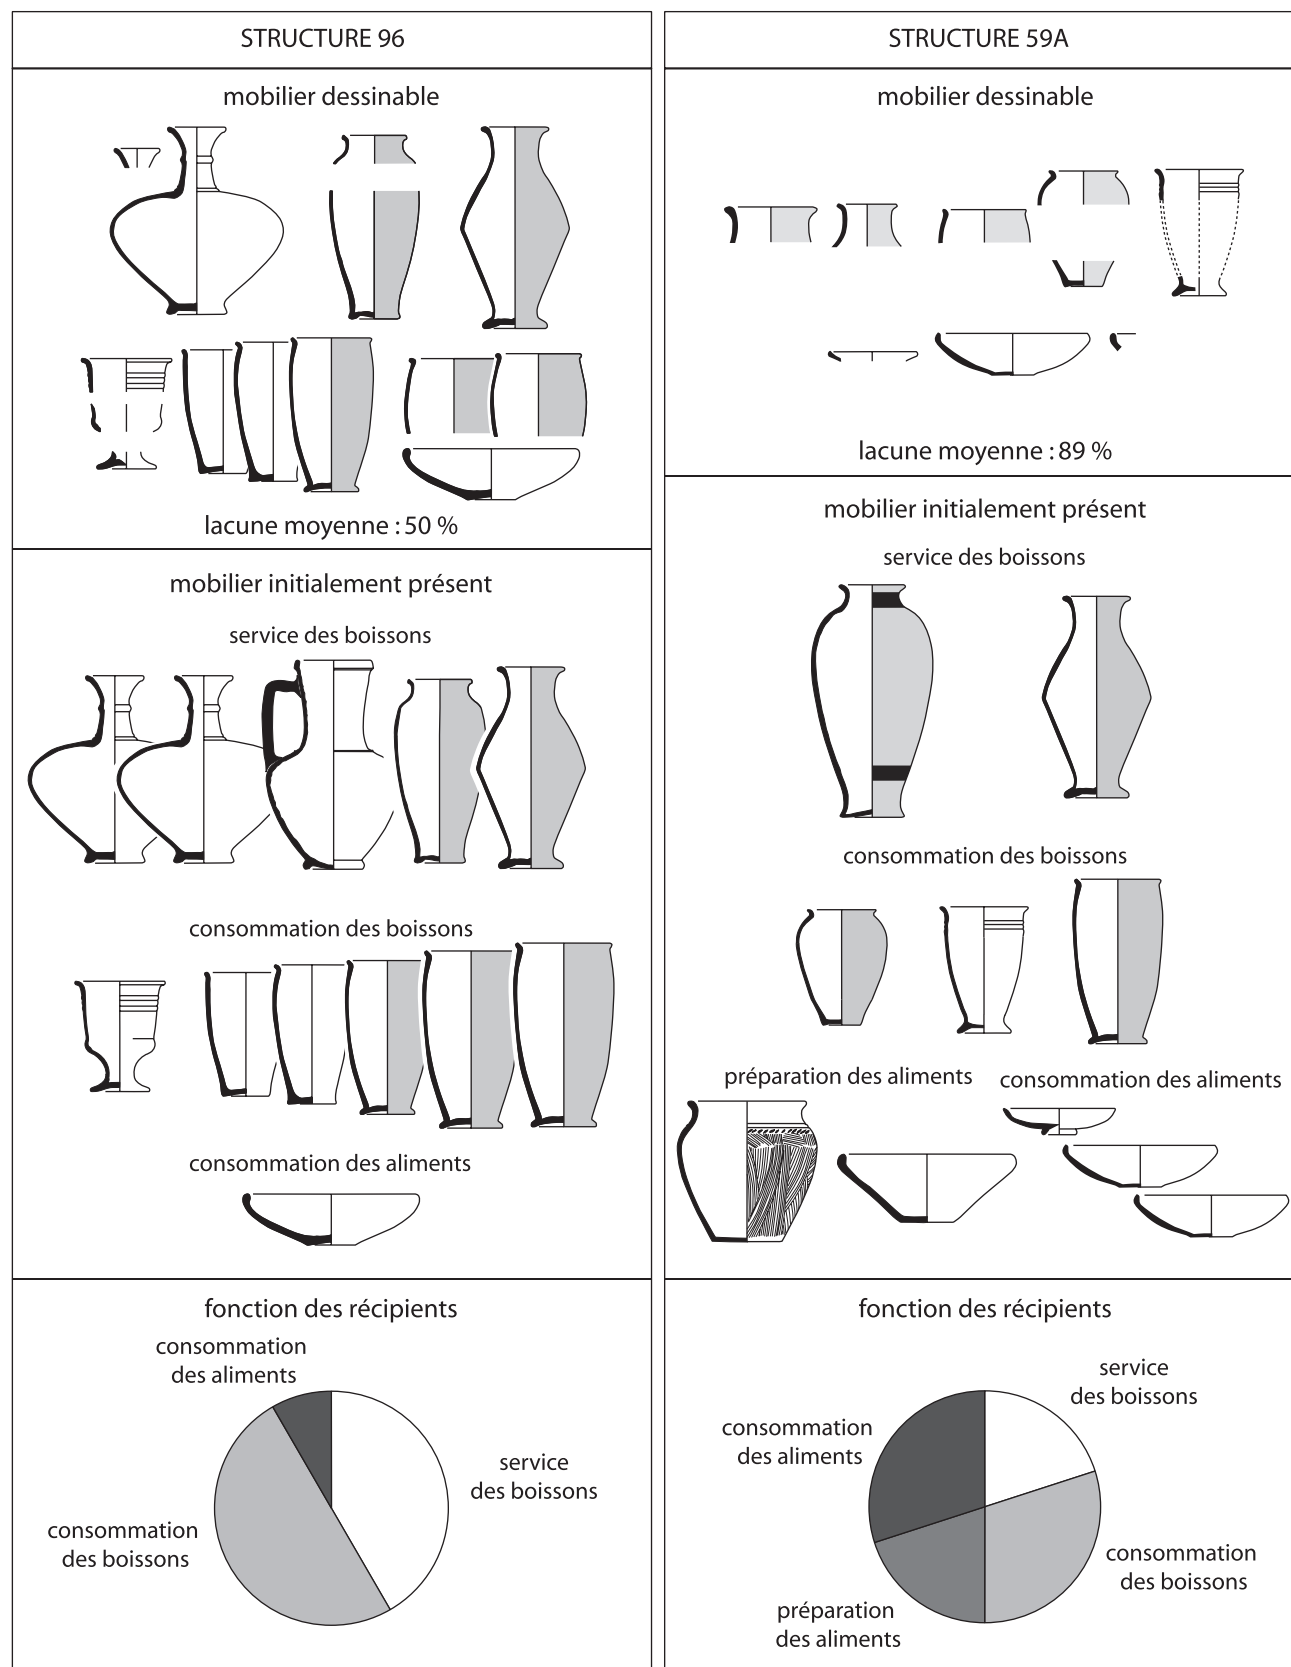 STRUCTURE 96
mobilier dessinable
lacune moyenne : 50 %
mobilier initialement présent
service des boissons
consommation des boissons
consommation des aliments
fonction des récipients
consommation
des aliments
service
des boissons
consommation
des boissons
STRUCTURE 59A
mobilier dessinable
lacune moyenne : 89 %
mobilier initialement présent
service des boissons
consommation des boissons
préparation des aliments
consommation des aliments
fonction des récipients
service
des boissons
consommation
des aliments
consommation
des boissons
préparation
des aliments